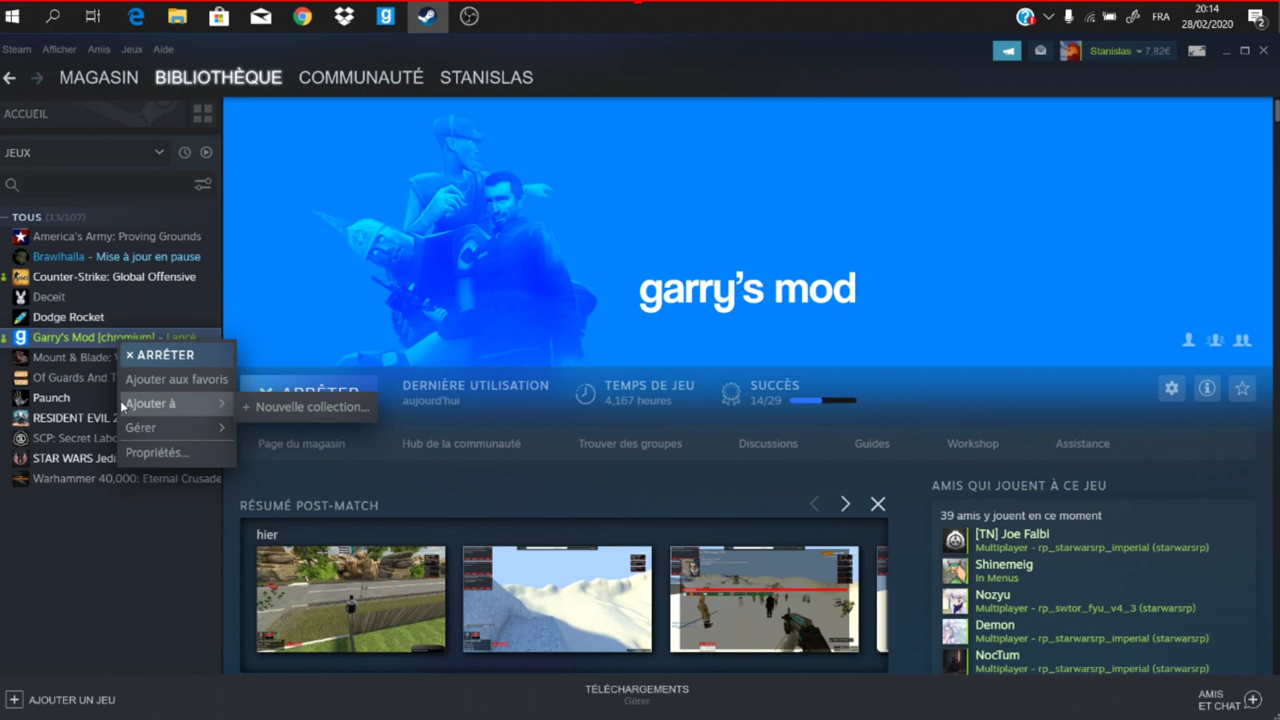 20:14
FRA
28/02/2020
2
Steam Afficher Amis Jeux Aide
Stanislas 7,82€
MAGASIN BIBLIOTHÈQUE COMMUNAUTÉ STANISLAS
ACCUEIL
JEUX
TOUS (13/107)
America's Army: Proving Grounds
Brawlhalla - Mise à jour en pause
Counter-Strike: Global Offensive
Deceit
Dodge Rocket
Garry's Mod [chromium] - Lancé
Mount & Blade:
Of Guards And
Paunch
RESIDENT EVIL 2
SCP: Secret Labo
STAR WARS Jedi
Warhammer 40,000: Eternal Crusade
× ARRÊTER
Ajouter aux favoris
Ajouter à
Gérer
Propriétés...
+ Nouvelle collection...
garry's mod
ARRÊTER
DERNIÈRE UTILISATION
aujourd'hui
TEMPS DE JEU
4,167 heures
SUCCÈS
14/29
Page du magasin Hub de la communauté Trouver des groupes Discussions Guides Workshop Assistance
RÉSUMÉ POST-MATCH
hier
AMIS QUI JOUENT À CE JEU
39 amis y jouent en ce moment
[TN] Joe Falbi
Multiplayer - rp_starwarsrp_imperial (starwarsrp)
Shinemeig
In Menus
Nozyu
Multiplayer - rp_swtor_fyu_v4_3 (starwarsrp)
Demon
Multiplayer - rp_starwarsrp_imperial (starwarsrp)
NocTum
Multiplayer - rp_starwarsrp_imperial (starwarsrp)
AJOUTER UN JEU
TÉLÉCHARGEMENTS
Gérer
AMIS
ET CHAT